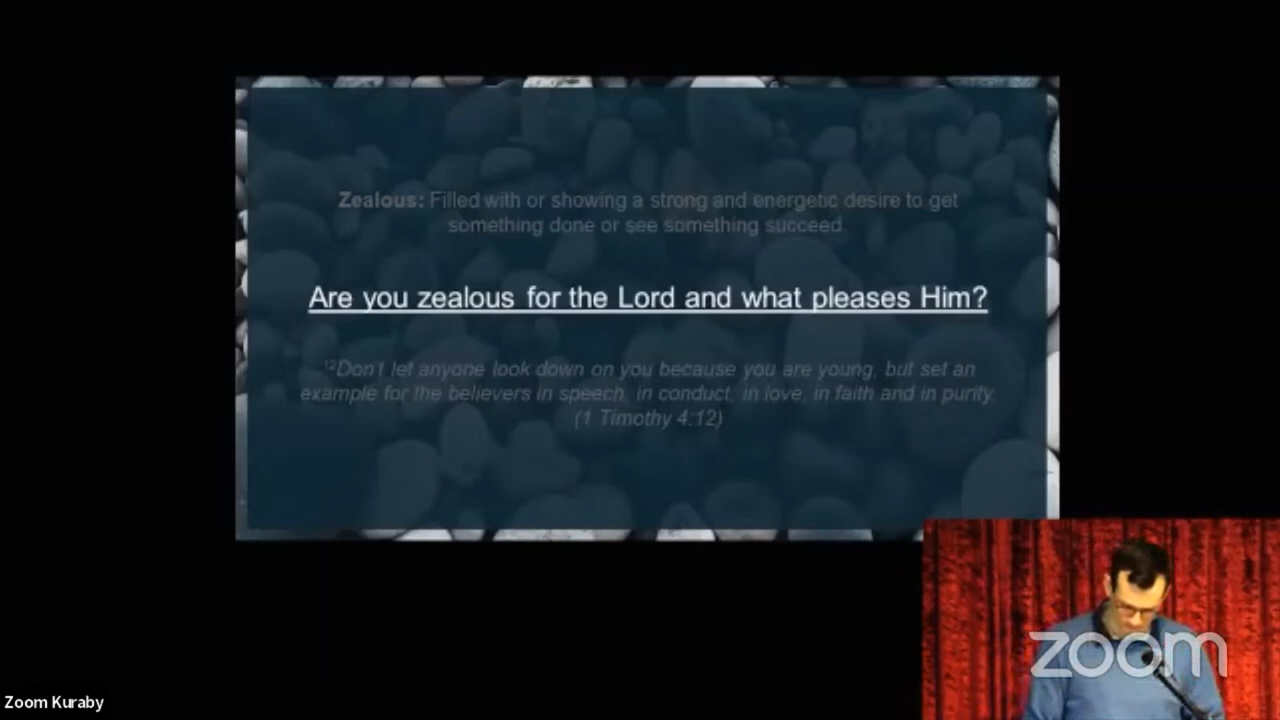 Zealous: Filled with or showing a strong and energetic desire to get
something done or see something succeed
Are you zealous for the Lord and what pleases Him?
¹²Don't let anyone look down on you because you are young, but set an
example for the believers in speech, in conduct, in love, in faith and in purity.
(1 Timothy 4:12)
zoom
Zoom Kuraby